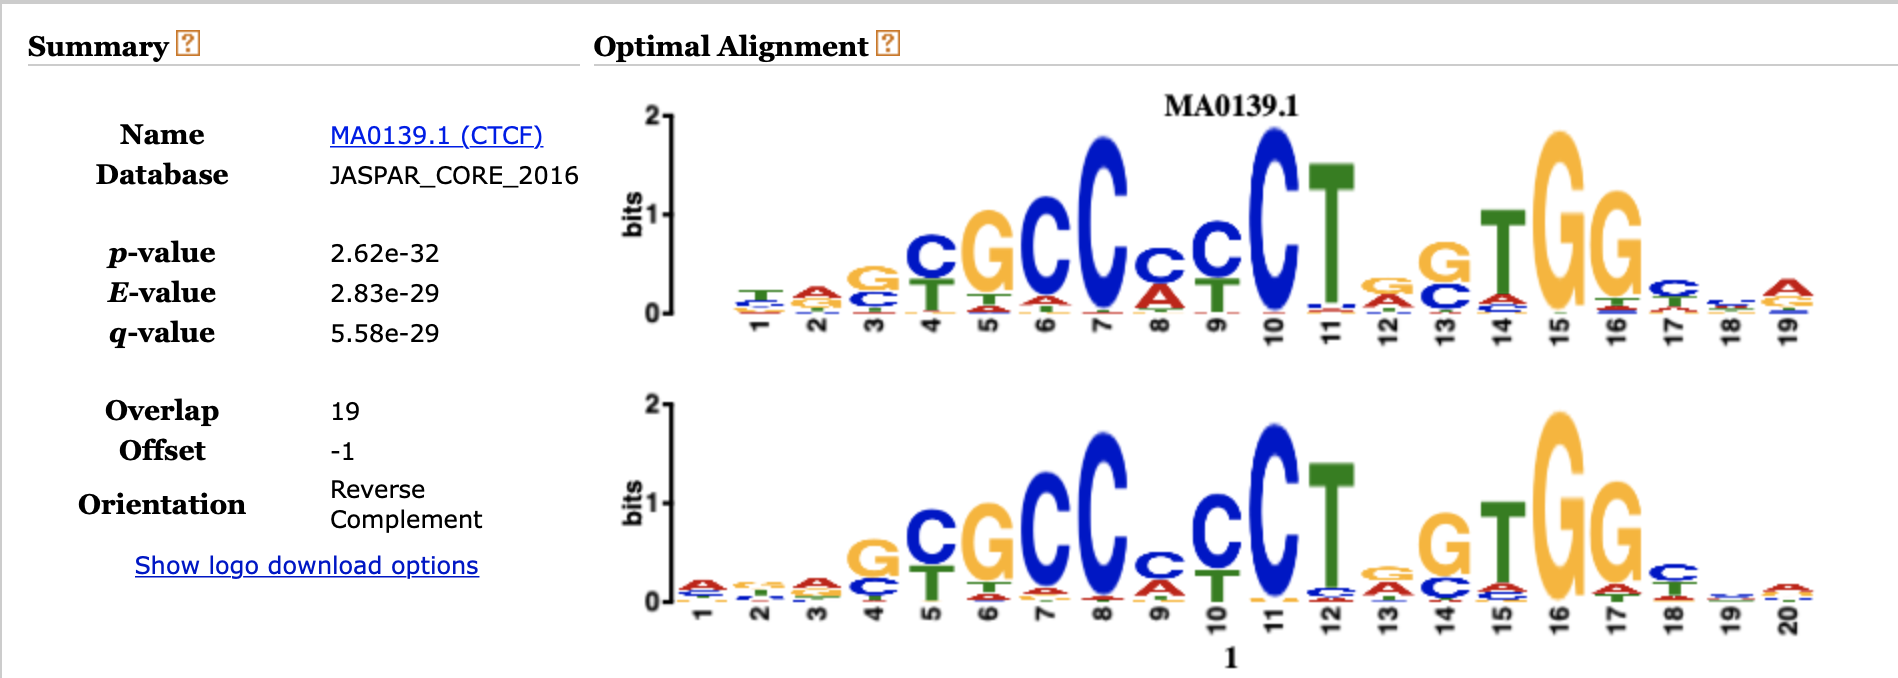 Summary ?
Optimal Alignment ?
Name MA0139.1 (CTCF)
Database JASPAR_CORE_2016
p-value 2.62e-32
E-value 2.83e-29
q-value 5.58e-29
Overlap 19
Offset -1
Orientation Reverse
Complement
Show logo download options
MA0139.1
2
bits
1
0
1 2 3 4 5 6 7 8 9 10 11 12 13 14 15 16 17 18 19
2
bits
1
0
1 2 3 4 5 6 7 8 9 10 11 12 13 14 15 16 17 18 19 20
1